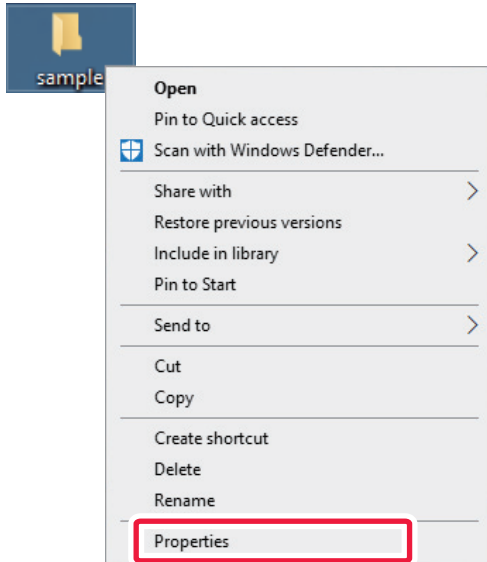 sample
Open
Pin to Quick access
Scan with Windows Defender...
Share with
Restore previous versions
Include in library
Pin to Start
Send to
Cut
Copy
Create shortcut
Delete
Rename
Properties